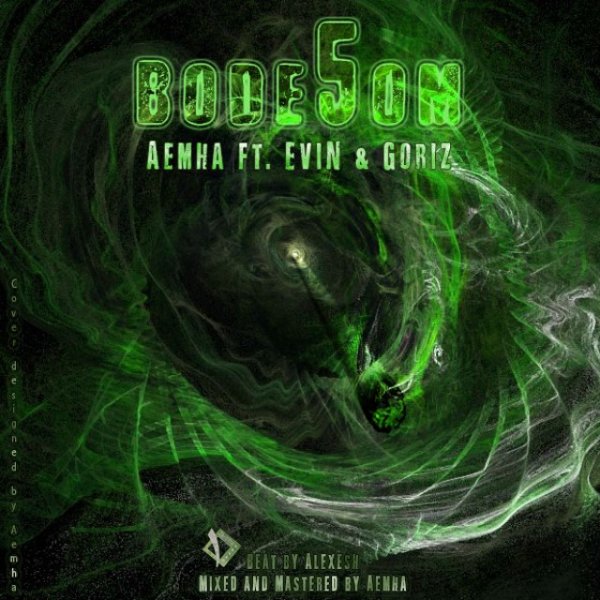 BODE5OM
AEMHA FT. EVIN & GORIZ
Cover designed by Aemha
BEAT BY ALEXESH
MIXED AND MASTERED BY AEMHA